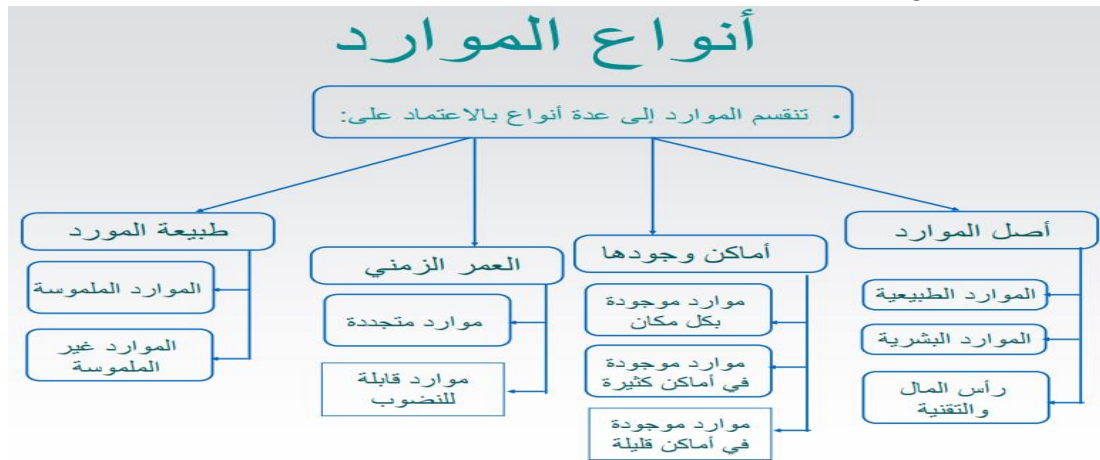 أنواع الموارد
• تنقسم الموارد إلى عدة أنواع بالاعتماد على:
أصل الموارد
الموارد الطبيعية
الموارد البشرية
رأس المال
والتقنية
أماكن وجودها
موارد موجودة
بكل مكان
موارد موجودة
في أماكن كثيرة
موارد موجودة
في أماكن قليلة
العمر الزمني
موارد متجددة
موارد قابلة
للنضوب
طبيعة المورد
الموارد الملموسة
الموارد غير
الملموسة